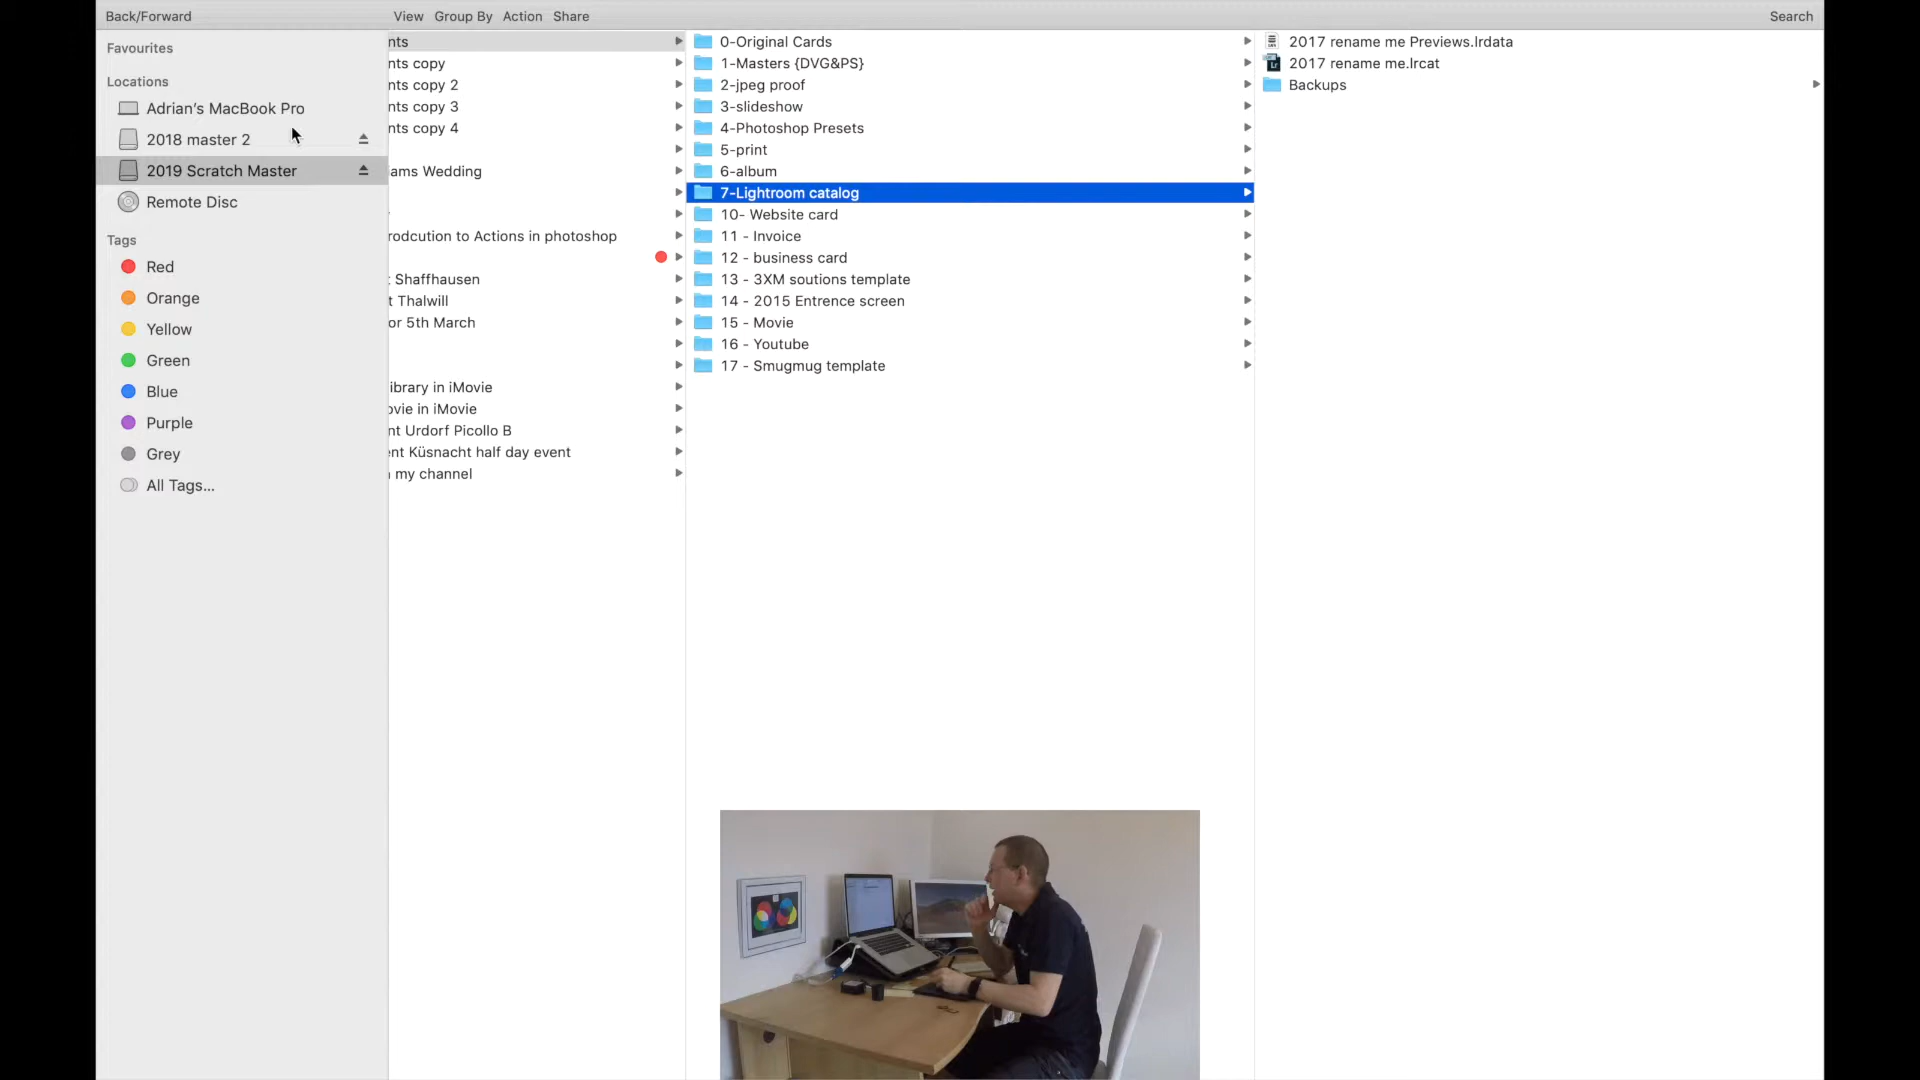 Back/Forward
View Group By Action Share
Search
Favourites
Locations
Adrian's MacBook Pro
2018 master 2
2019 Scratch Master
Remote Disc
Tags
Red
Orange
Yellow
Green
Blue
Purple
Grey
All Tags...
nts
nts copy
nts copy 2
nts copy 3
nts copy 4
ams Wedding
rodcution to Actions in photoshop
Shaffhausen
t Thalwill
or 5th March
ibrary in iMovie
ovie in iMovie
nt Urdorf Picollo B
ent Küsnacht half day event
my channel
0-Original Cards
1-Masters {DVG&PS}
2-jpeg proof
3-slideshow
4-Photoshop Presets
5-print
6-album
7-Lightroom catalog
10- Website card
11 - Invoice
12 - business card
13 - 3XM soutions template
14 - 2015 Entrence screen
15 - Movie
16 - Youtube
17 - Smugmug template
2017 rename me Previews.lrdata
2017 rename me.lrcat
Backups